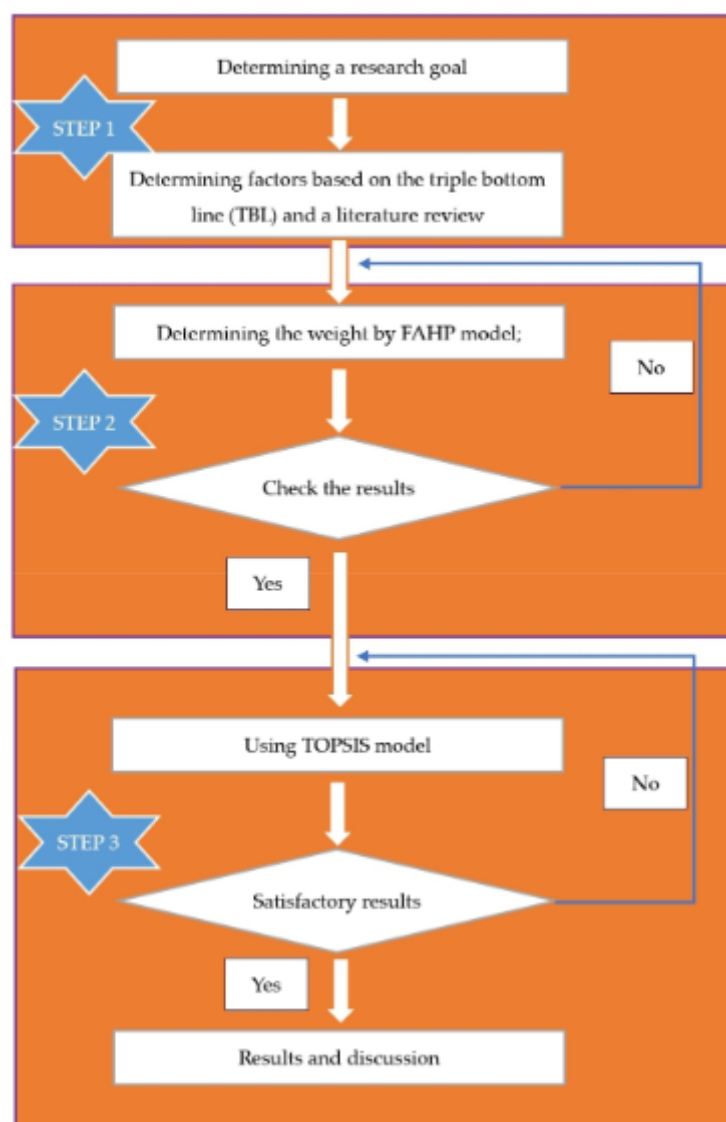 Determining a research goal
STEP 1
Determining factors based on the triple bottom
line (TBL) and a literature review
Determining the weight by FAHP model;
No
STEP 2
Check the results
Yes
Using TOPSIS model
No
STEP 3
Satisfactory results
Yes
Results and discussion